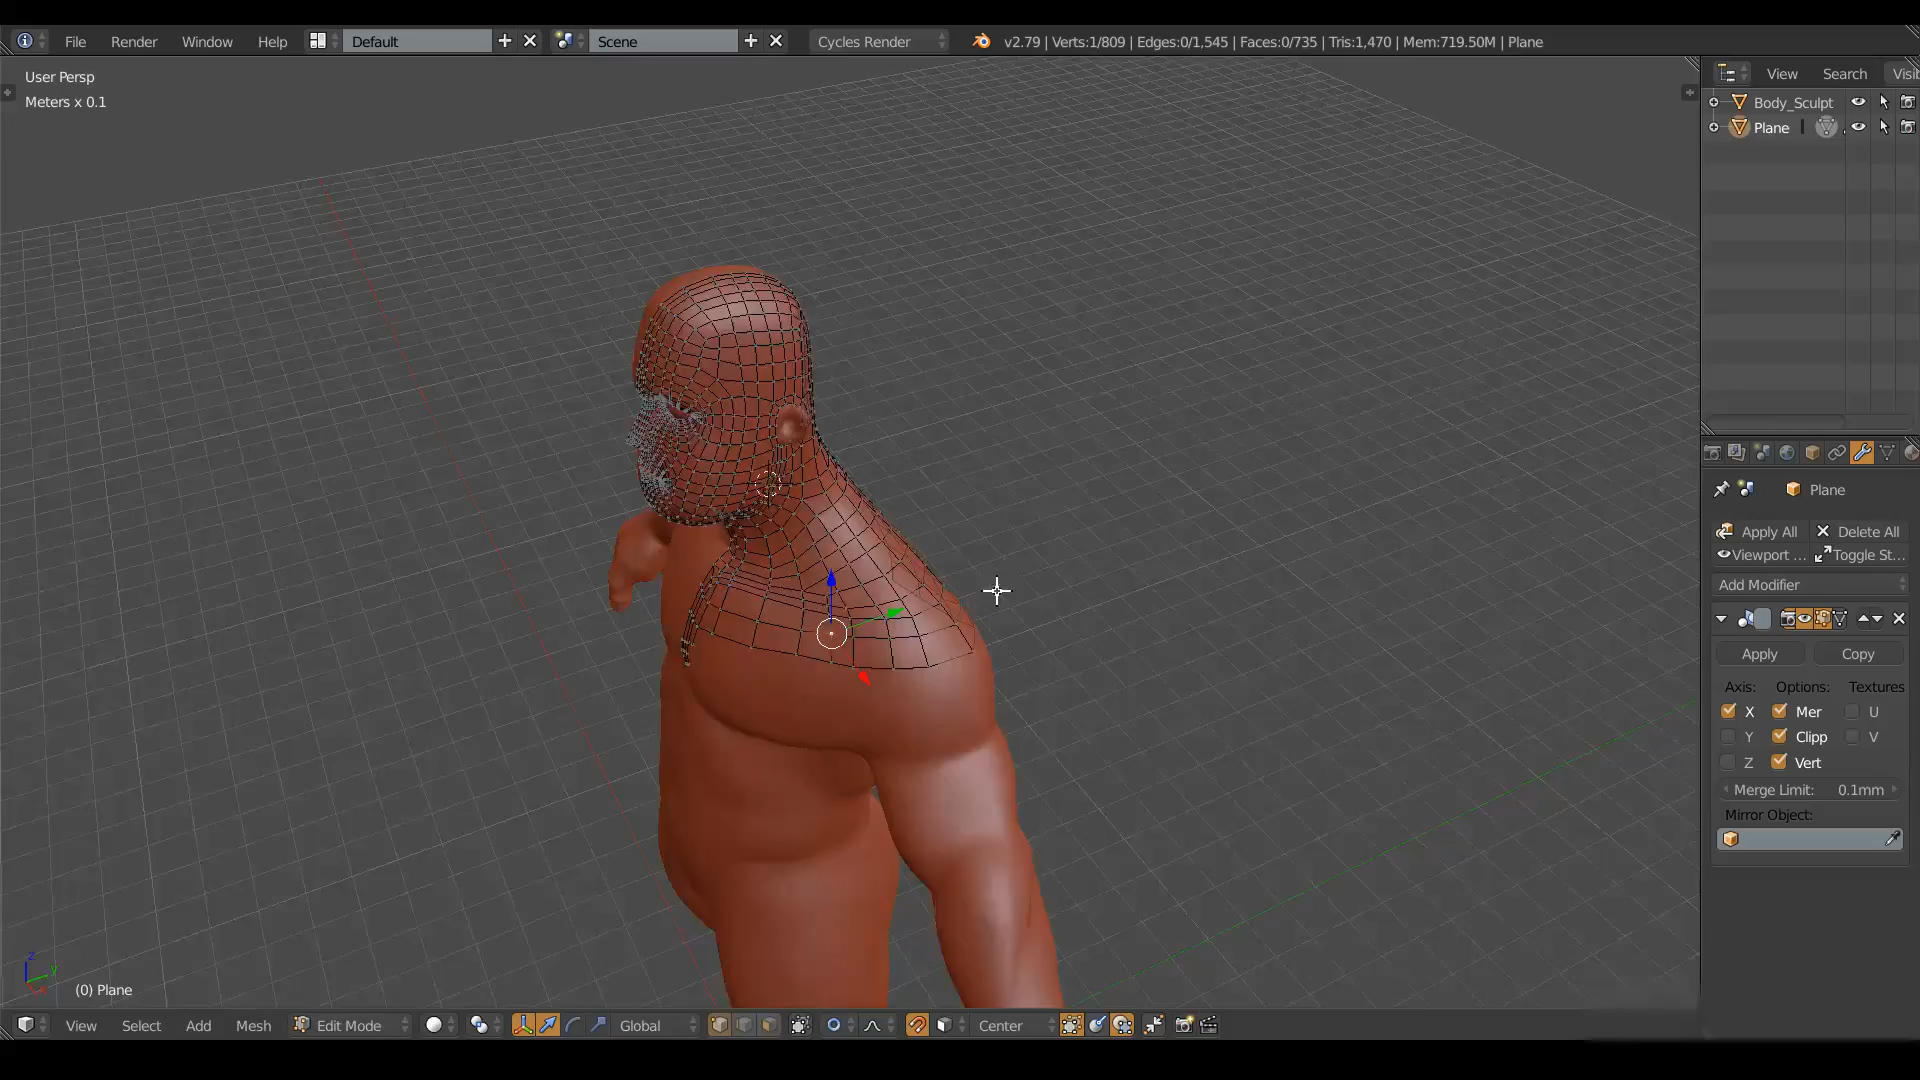 File Render Window Help Default Scene Cycles Render v2.79 | Verts:1/809 | Edges:0/1,545 | Faces:0/735 | Tris:1,470 | Mem:719.50M | Plane
User Persp
Meters x 0.1
View Search Visi
Body_Sculpt
Plane
Plane
Apply All Delete All
Viewport ... Toggle St...
Add Modifier
Apply Copy
Axis: Options: Textures
X Mer U
Y Clipp V
Z Vert
Merge Limit: 0.1mm
Mirror Object:
z
y
(0) Plane
View Select Add Mesh Edit Mode Global Center